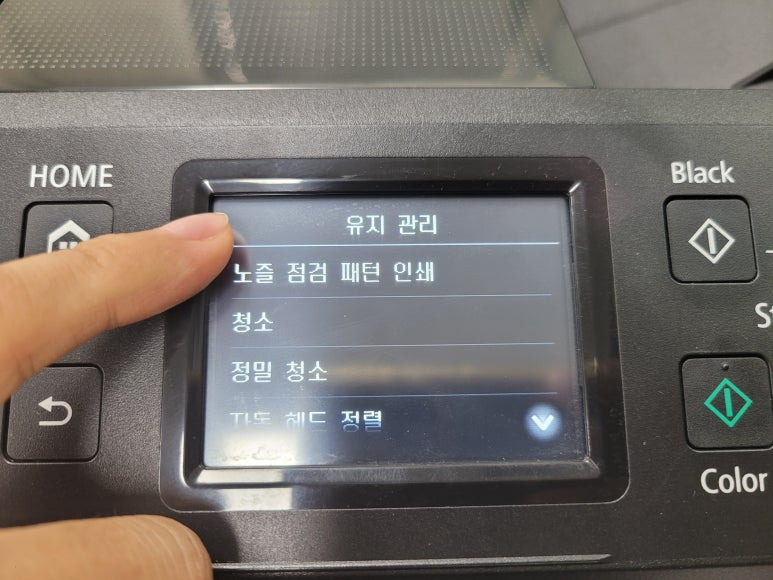 HOME
Black
유지 관리
노즐 점검 패턴 인쇄
청소
정밀 청소
자동 헤드 정렬
Color